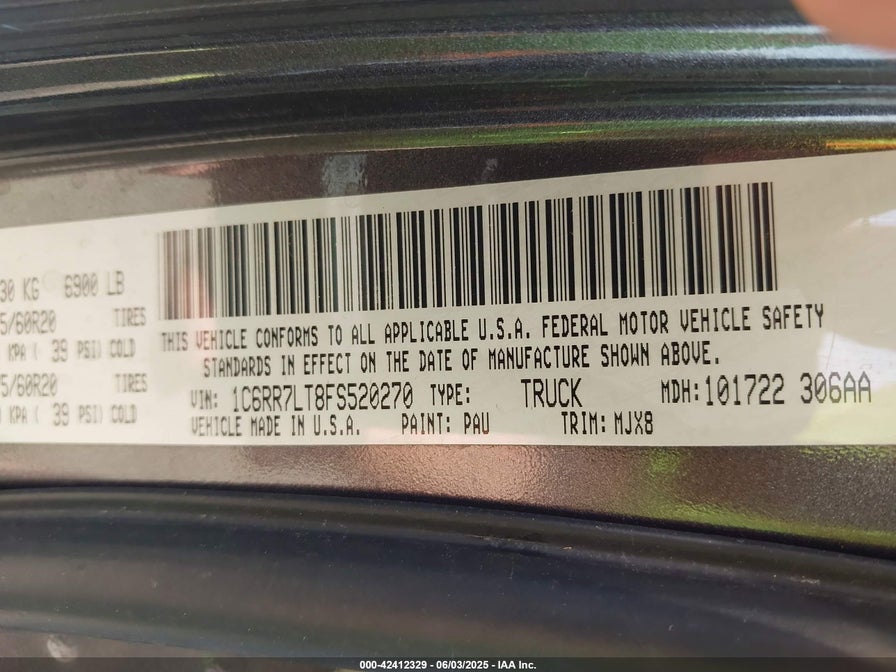 30 KG 6900 LB
5/60R20 TIRES
KPA ( 39 PSI) COLD
5/60R20 TIRES
KPA ( 39 PSI) COLD
THIS VEHICLE CONFORMS TO ALL APPLICABLE U.S.A. FEDERAL MOTOR VEHICLE SAFETY
STANDARDS IN EFFECT ON THE DATE OF MANUFACTURE SHOWN ABOVE.
VIN: 1C6RR7LT8FS520270 TYPE: TRUCK MDH: 101722 306AA
VEHICLE MADE IN U.S.A. PAINT: PAU TRIM: MJX8
000-42412329 - 06/03/2025 - IAA Inc.